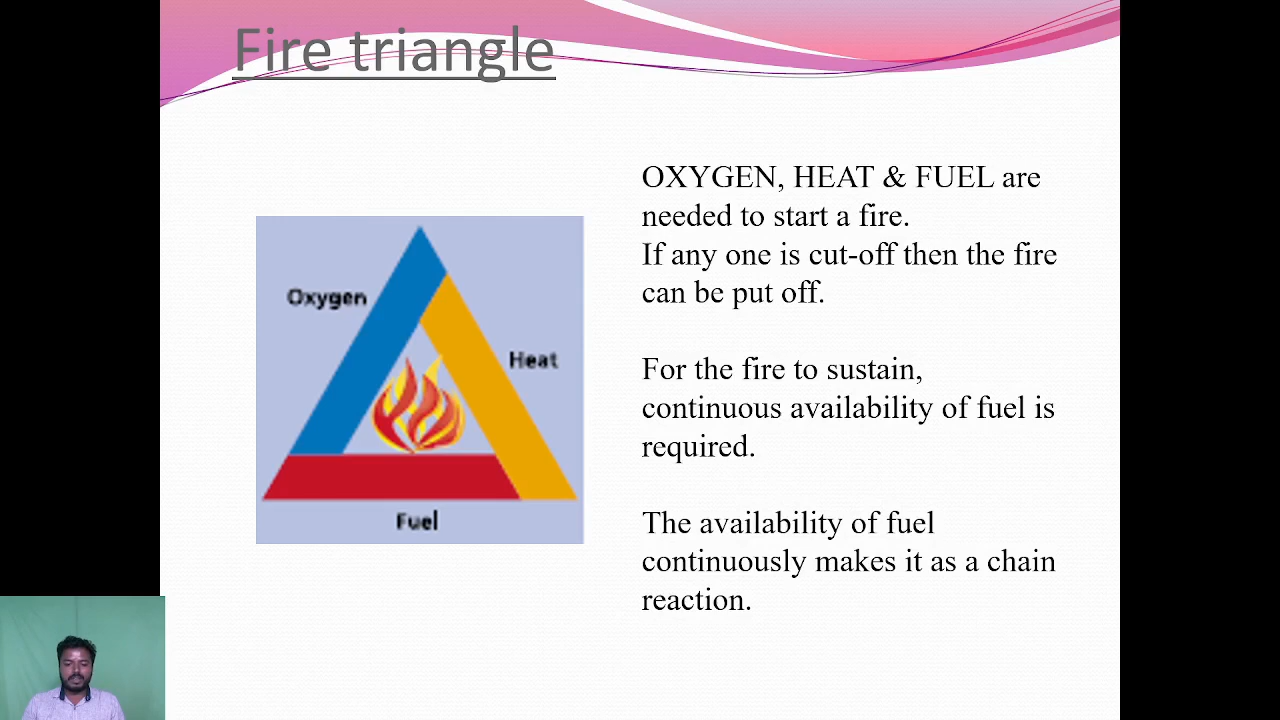 Fire triangle
OXYGEN, HEAT & FUEL are
needed to start a fire.
If any one is cut-off then the fire
can be put off.
For the fire to sustain,
continuous availability of fuel is
required.
The availability of fuel
continuously makes it as a chain
reaction.
Oxygen
Heat
Fuel